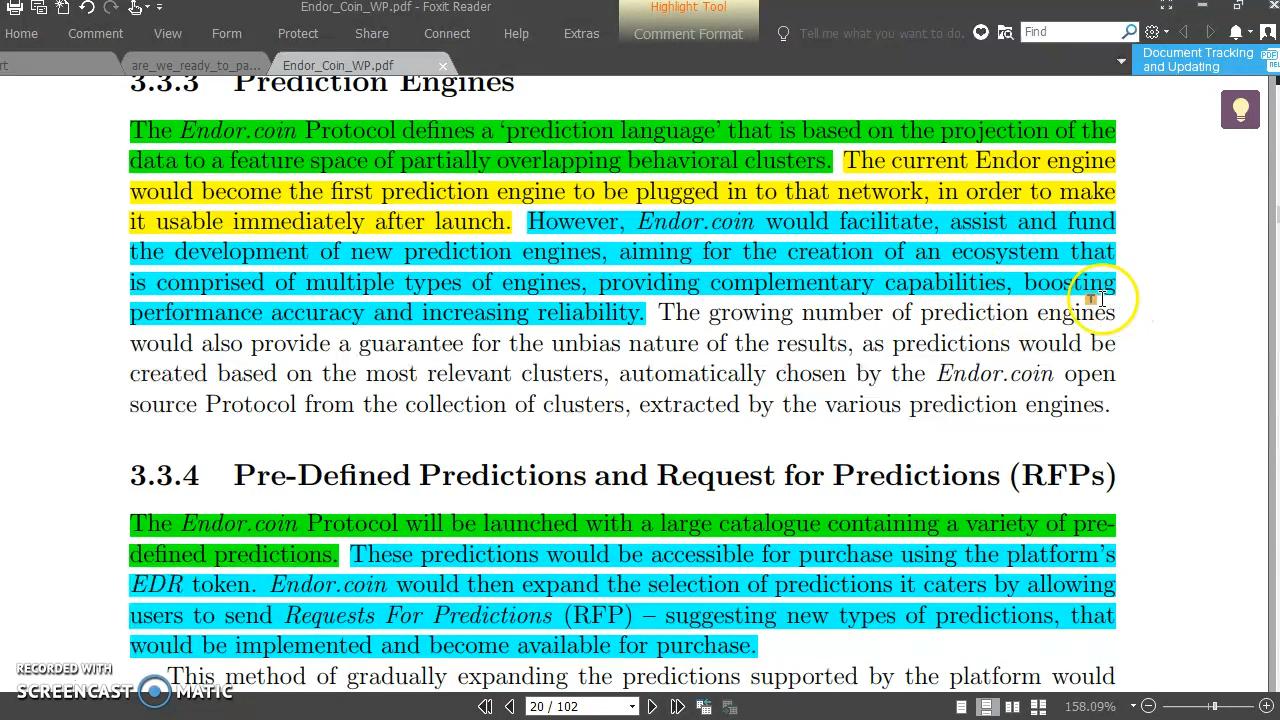 Endor_Coin_WP.pdf - Foxit Reader
Highlight Tool
Home Comment View Form Protect Share Connect Help Extras Comment Format Tell me what you want to do. Find
rt are_we_ready_to_pa... Endor_Coin_WP.pdf Document Tracking
and Updating
3.3.3 Prediction Engines
The Endor.coin Protocol defines a ‘prediction language’ that is based on the projection of the
data to a feature space of partially overlapping behavioral clusters. The current Endor engine
would become the first prediction engine to be plugged in to that network, in order to make
it usable immediately after launch. However, Endor.coin would facilitate, assist and fund
the development of new prediction engines, aiming for the creation of an ecosystem that
is comprised of multiple types of engines, providing complementary capabilities, boosting
performance accuracy and increasing reliability. The growing number of prediction engines
would also provide a guarantee for the unbias nature of the results, as predictions would be
created based on the most relevant clusters, automatically chosen by the Endor.coin open
source Protocol from the collection of clusters, extracted by the various prediction engines.
3.3.4 Pre-Defined Predictions and Request for Predictions (RFPs)
The Endor.coin Protocol will be launched with a large catalogue containing a variety of pre-
defined predictions. These predictions would be accessible for purchase using the platform’s
EDR token. Endor.coin would then expand the selection of predictions it caters by allowing
users to send Requests For Predictions (RFP) – suggesting new types of predictions, that
would be implemented and become available for purchase.
This method of gradually expanding the predictions supported by the platform would
RECORDED WITH
SCREENCAST MATIC
20 / 102 158.09%